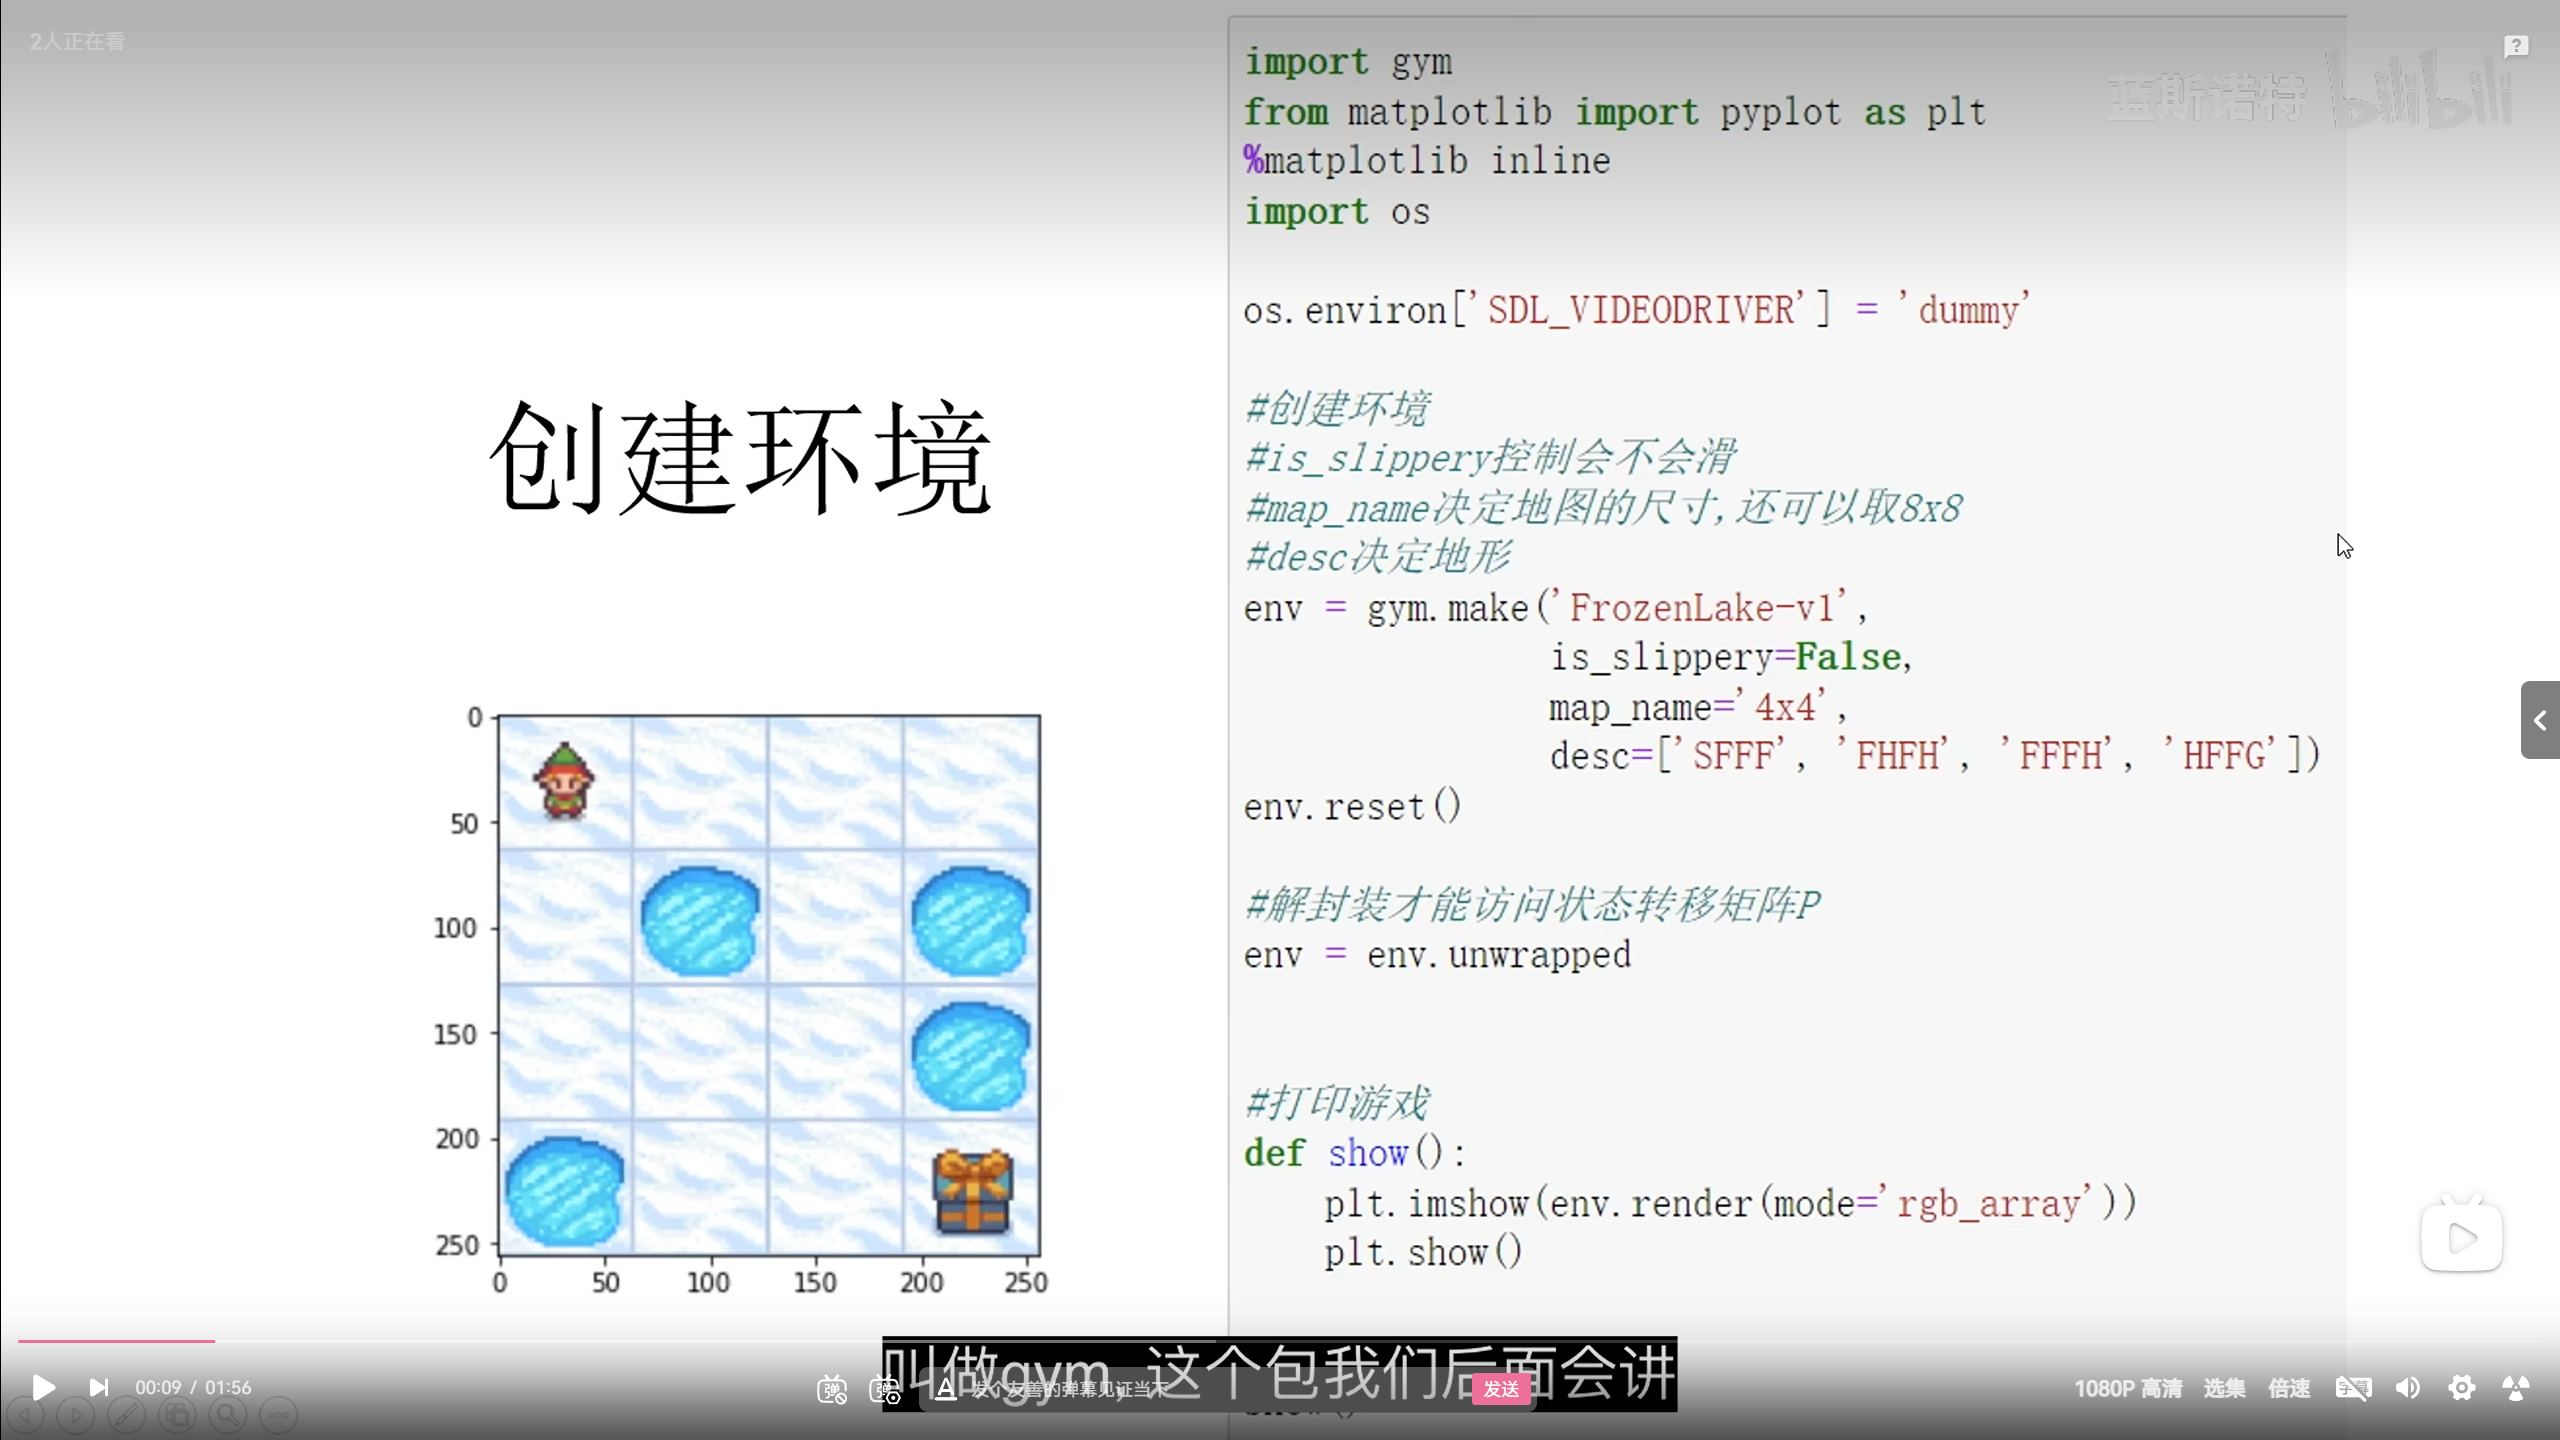 2人正在看
蓝斯诺特 bilibili
import gym
from matplotlib import pyplot as plt
%matplotlib inline
import os
os.environ['SDL_VIDEODRIVER'] = 'dummy'
#创建环境
#is_slippery控制会不会滑
#map_name决定地图的尺寸,还可以取8x8
#desc决定地形
env = gym.make('FrozenLake-v1',
is_slippery=False,
map_name='4x4',
desc=['SFFF', 'FHFH', 'FFFH', 'HFFG'])
env.reset()
#解封装才能访问状态转移矩阵P
env = env.unwrapped
#打印游戏
def show():
plt.imshow(env.render(mode='rgb_array'))
plt.show()
创建环境
0
50
100
150
200
250
0 50 100 150 200 250
叫做gym, 这个包我们后面会讲
00:09 / 01:56
发个友善的弹幕见证当下
发送
1080P 高清 选集 倍速 字幕